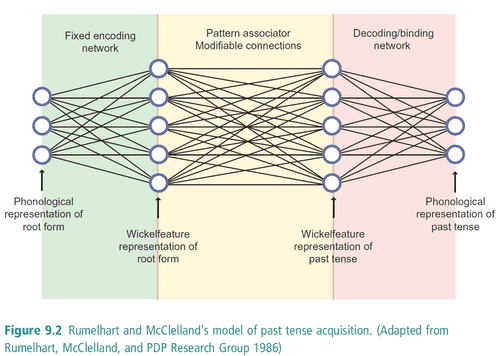 Fixed encoding
network
Pattern associator
Modifiable connections
Decoding/binding
network
Phonological
representation of
root form
Wickelfeature
representation of
root form
Wickelfeature
representation of
past tense
Phonological
representation of
past tense
Figure 9.2 Rumelhart and McClelland's model of past tense acquisition. (Adapted from
Rumelhart, McClelland, and PDP Research Group 1986)